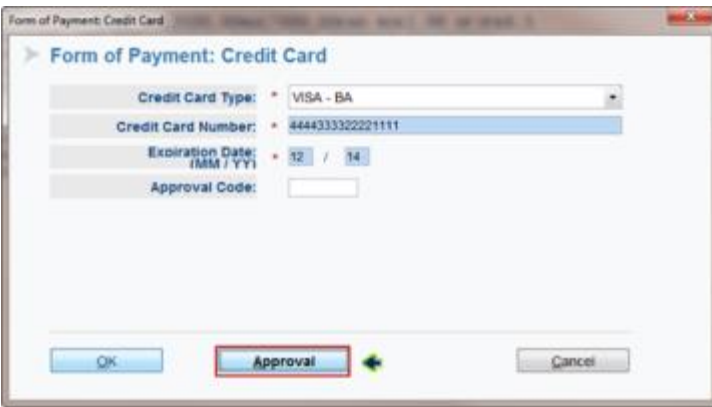 Form of Payment: Credit Card
Form of Payment: Credit Card
Credit Card Type: * VISA - BA
Credit Card Number: * 4444333322221111
Expiration Date: * 12 / 14
(MM / YY)
Approval Code:
OK Approval Cancel